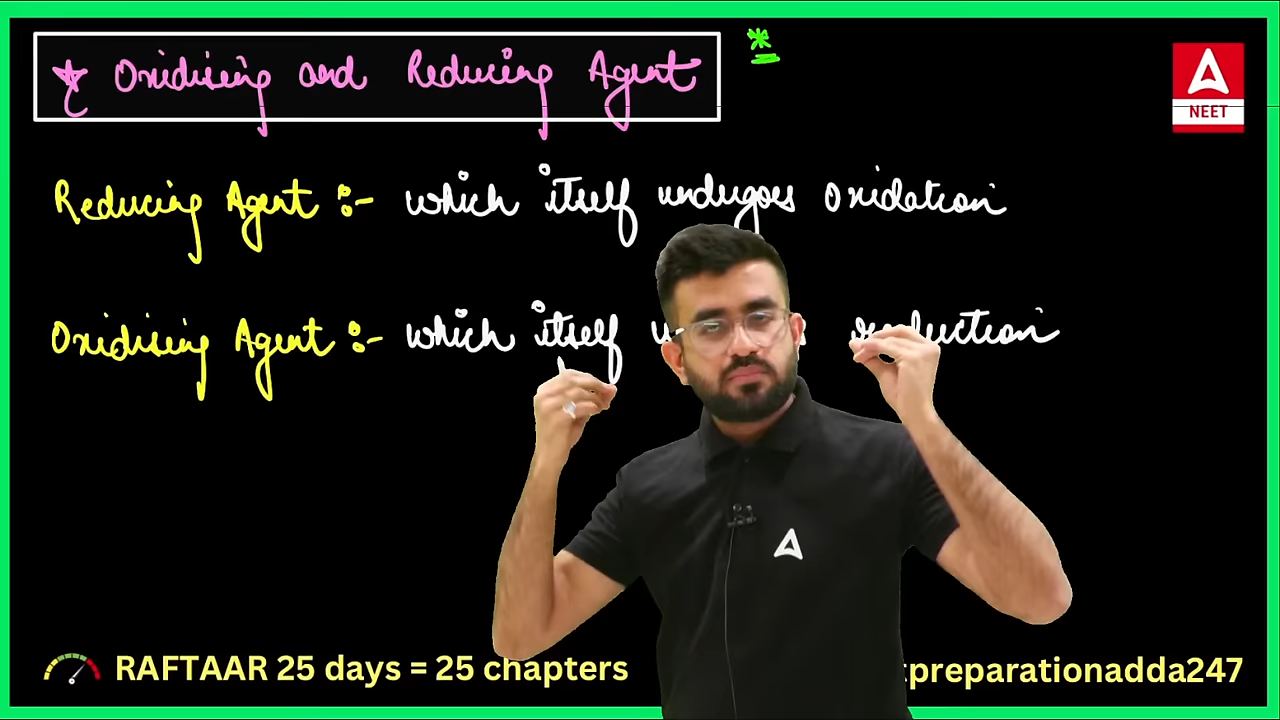 Oxidising and Reducing Agent
NEET
Reducing Agent :- which itself undergoes oxidation
Oxidising Agent :- which itself reduction
RAFTAAR 25 days = 25 chapters
preparationadda247